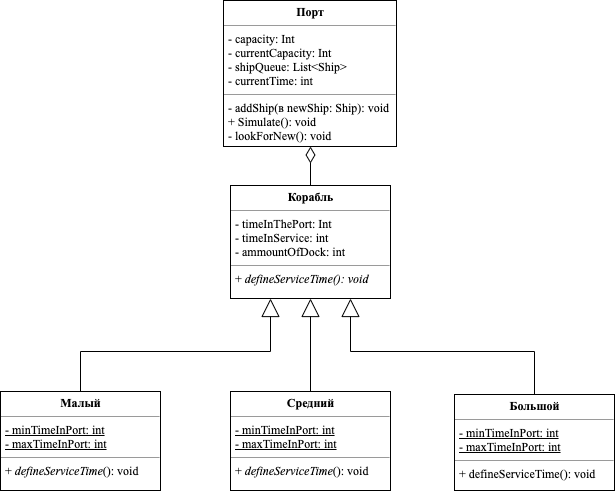 Порт
- capacity: Int
- currentCapacity: Int
- shipQueue: List<Ship>
- currentTime: int
- addShip(в newShip: Ship): void
+ Simulate(): void
- lookForNew(): void
Корабль
- timeInThePort: Int
- timeInService: int
- ammountOfDock: int
+ defineServiceTime(): void
Малый
- minTimeInPort: int
- maxTimeInPort: int
+ defineServiceTime(): void
Средний
- minTimeInPort: int
- maxTimeInPort: int
+ defineServiceTime(): void
Большой
- minTimeInPort: int
- maxTimeInPort: int
+ defineServiceTime(): void